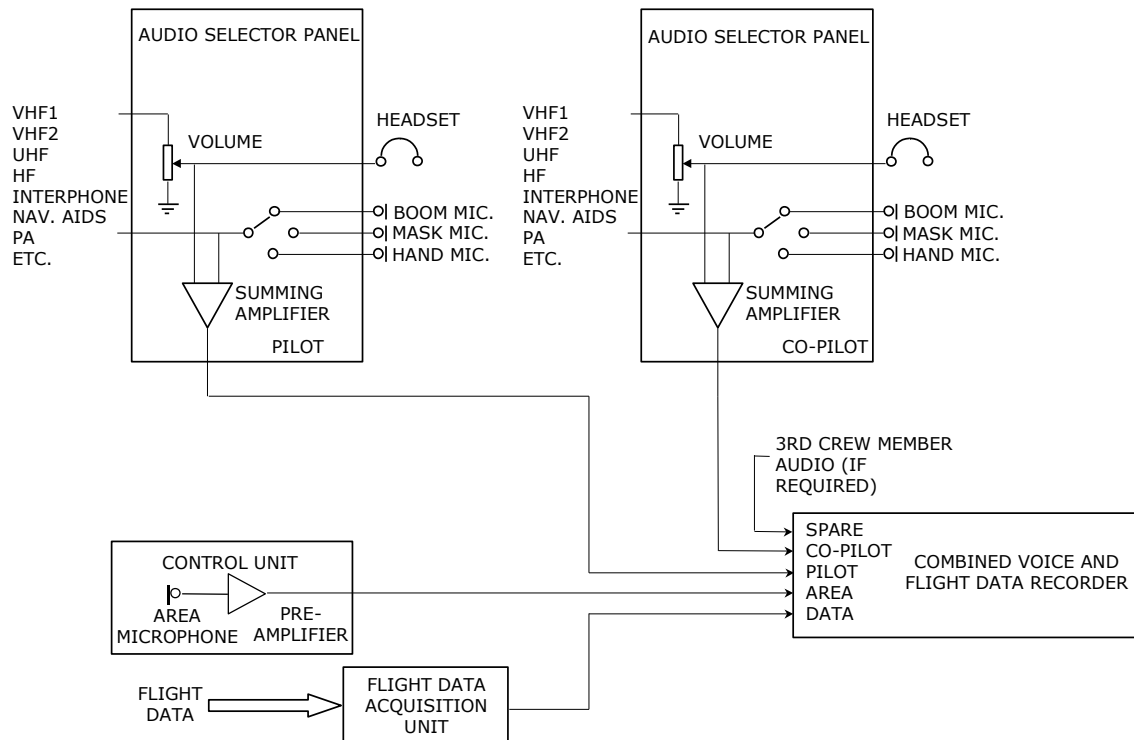 AUDIO SELECTOR PANEL
VHF1
VHF2
UHF
HF
INTERPHONE
NAV. AIDS
PA
ETC.
VOLUME
HEADSET
BOOM MIC.
MASK MIC.
HAND MIC.
SUMMING
AMPLIFIER
PILOT
AUDIO SELECTOR PANEL
VHF1
VHF2
UHF
HF
INTERPHONE
NAV. AIDS
PA
ETC.
VOLUME
HEADSET
BOOM MIC.
MASK MIC.
HAND MIC.
SUMMING
AMPLIFIER
CO-PILOT
3RD CREW MEMBER
AUDIO (IF
REQUIRED)
SPARE
CO-PILOT
PILOT
AREA
DATA
COMBINED VOICE AND
FLIGHT DATA RECORDER
CONTROL UNIT
AREA
MICROPHONE
PRE-
AMPLIFIER
FLIGHT
DATA
FLIGHT DATA
ACQUISITION
UNIT